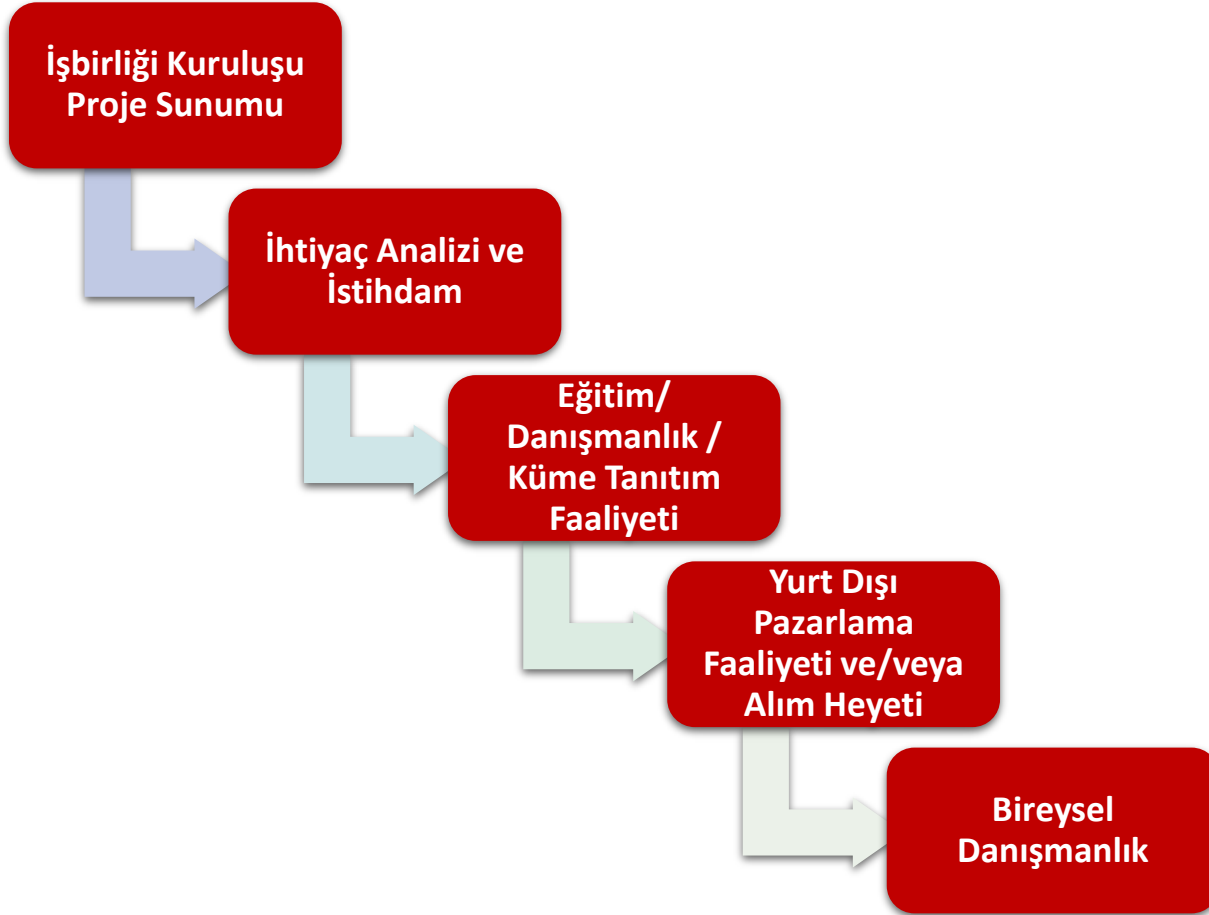 İşbirliği Kuruluşu
Proje Sunumu
İhtiyaç Analizi ve
İstihdam
Eğitim/
Danışmanlık /
Küme Tanıtım
Faaliyeti
Yurt Dışı
Pazarlama
Faaliyeti ve/veya
Alım Heyeti
Bireysel
Danışmanlık